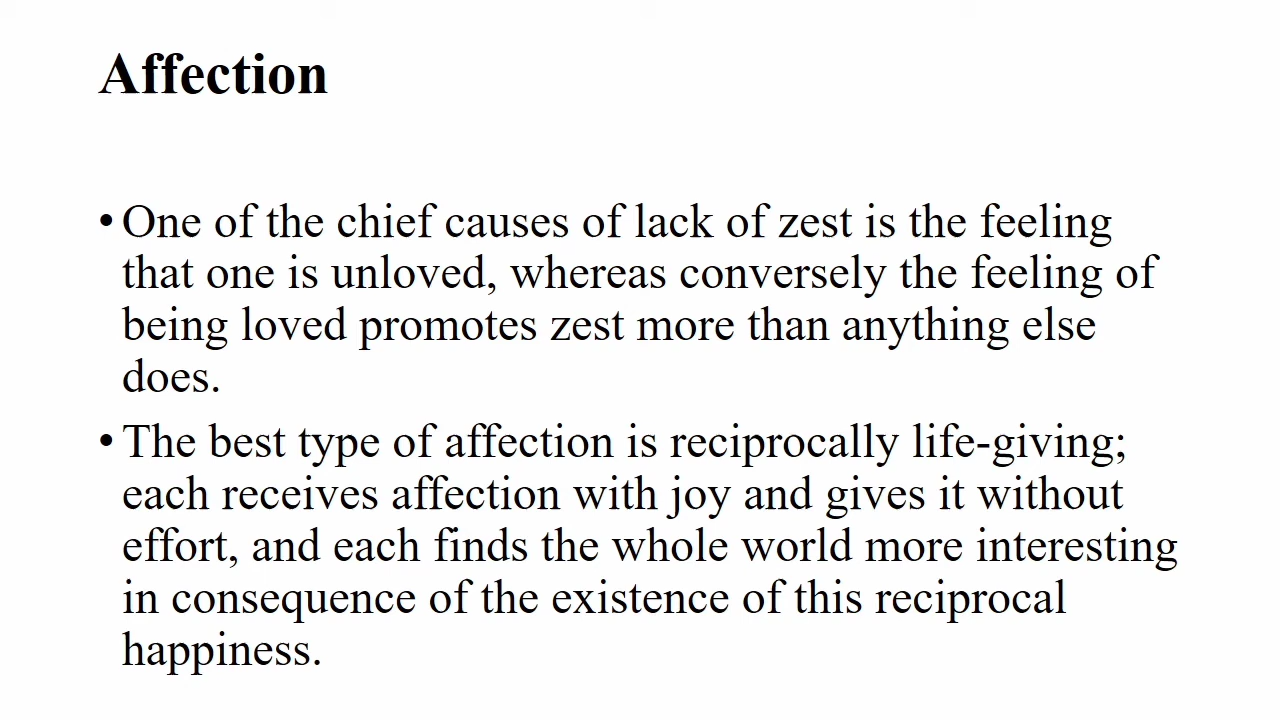 Affection
• One of the chief causes of lack of zest is the feeling
that one is unloved, whereas conversely the feeling of
being loved promotes zest more than anything else
does.
• The best type of affection is reciprocally life-giving;
each receives affection with joy and gives it without
effort, and each finds the whole world more interesting
in consequence of the existence of this reciprocal
happiness.